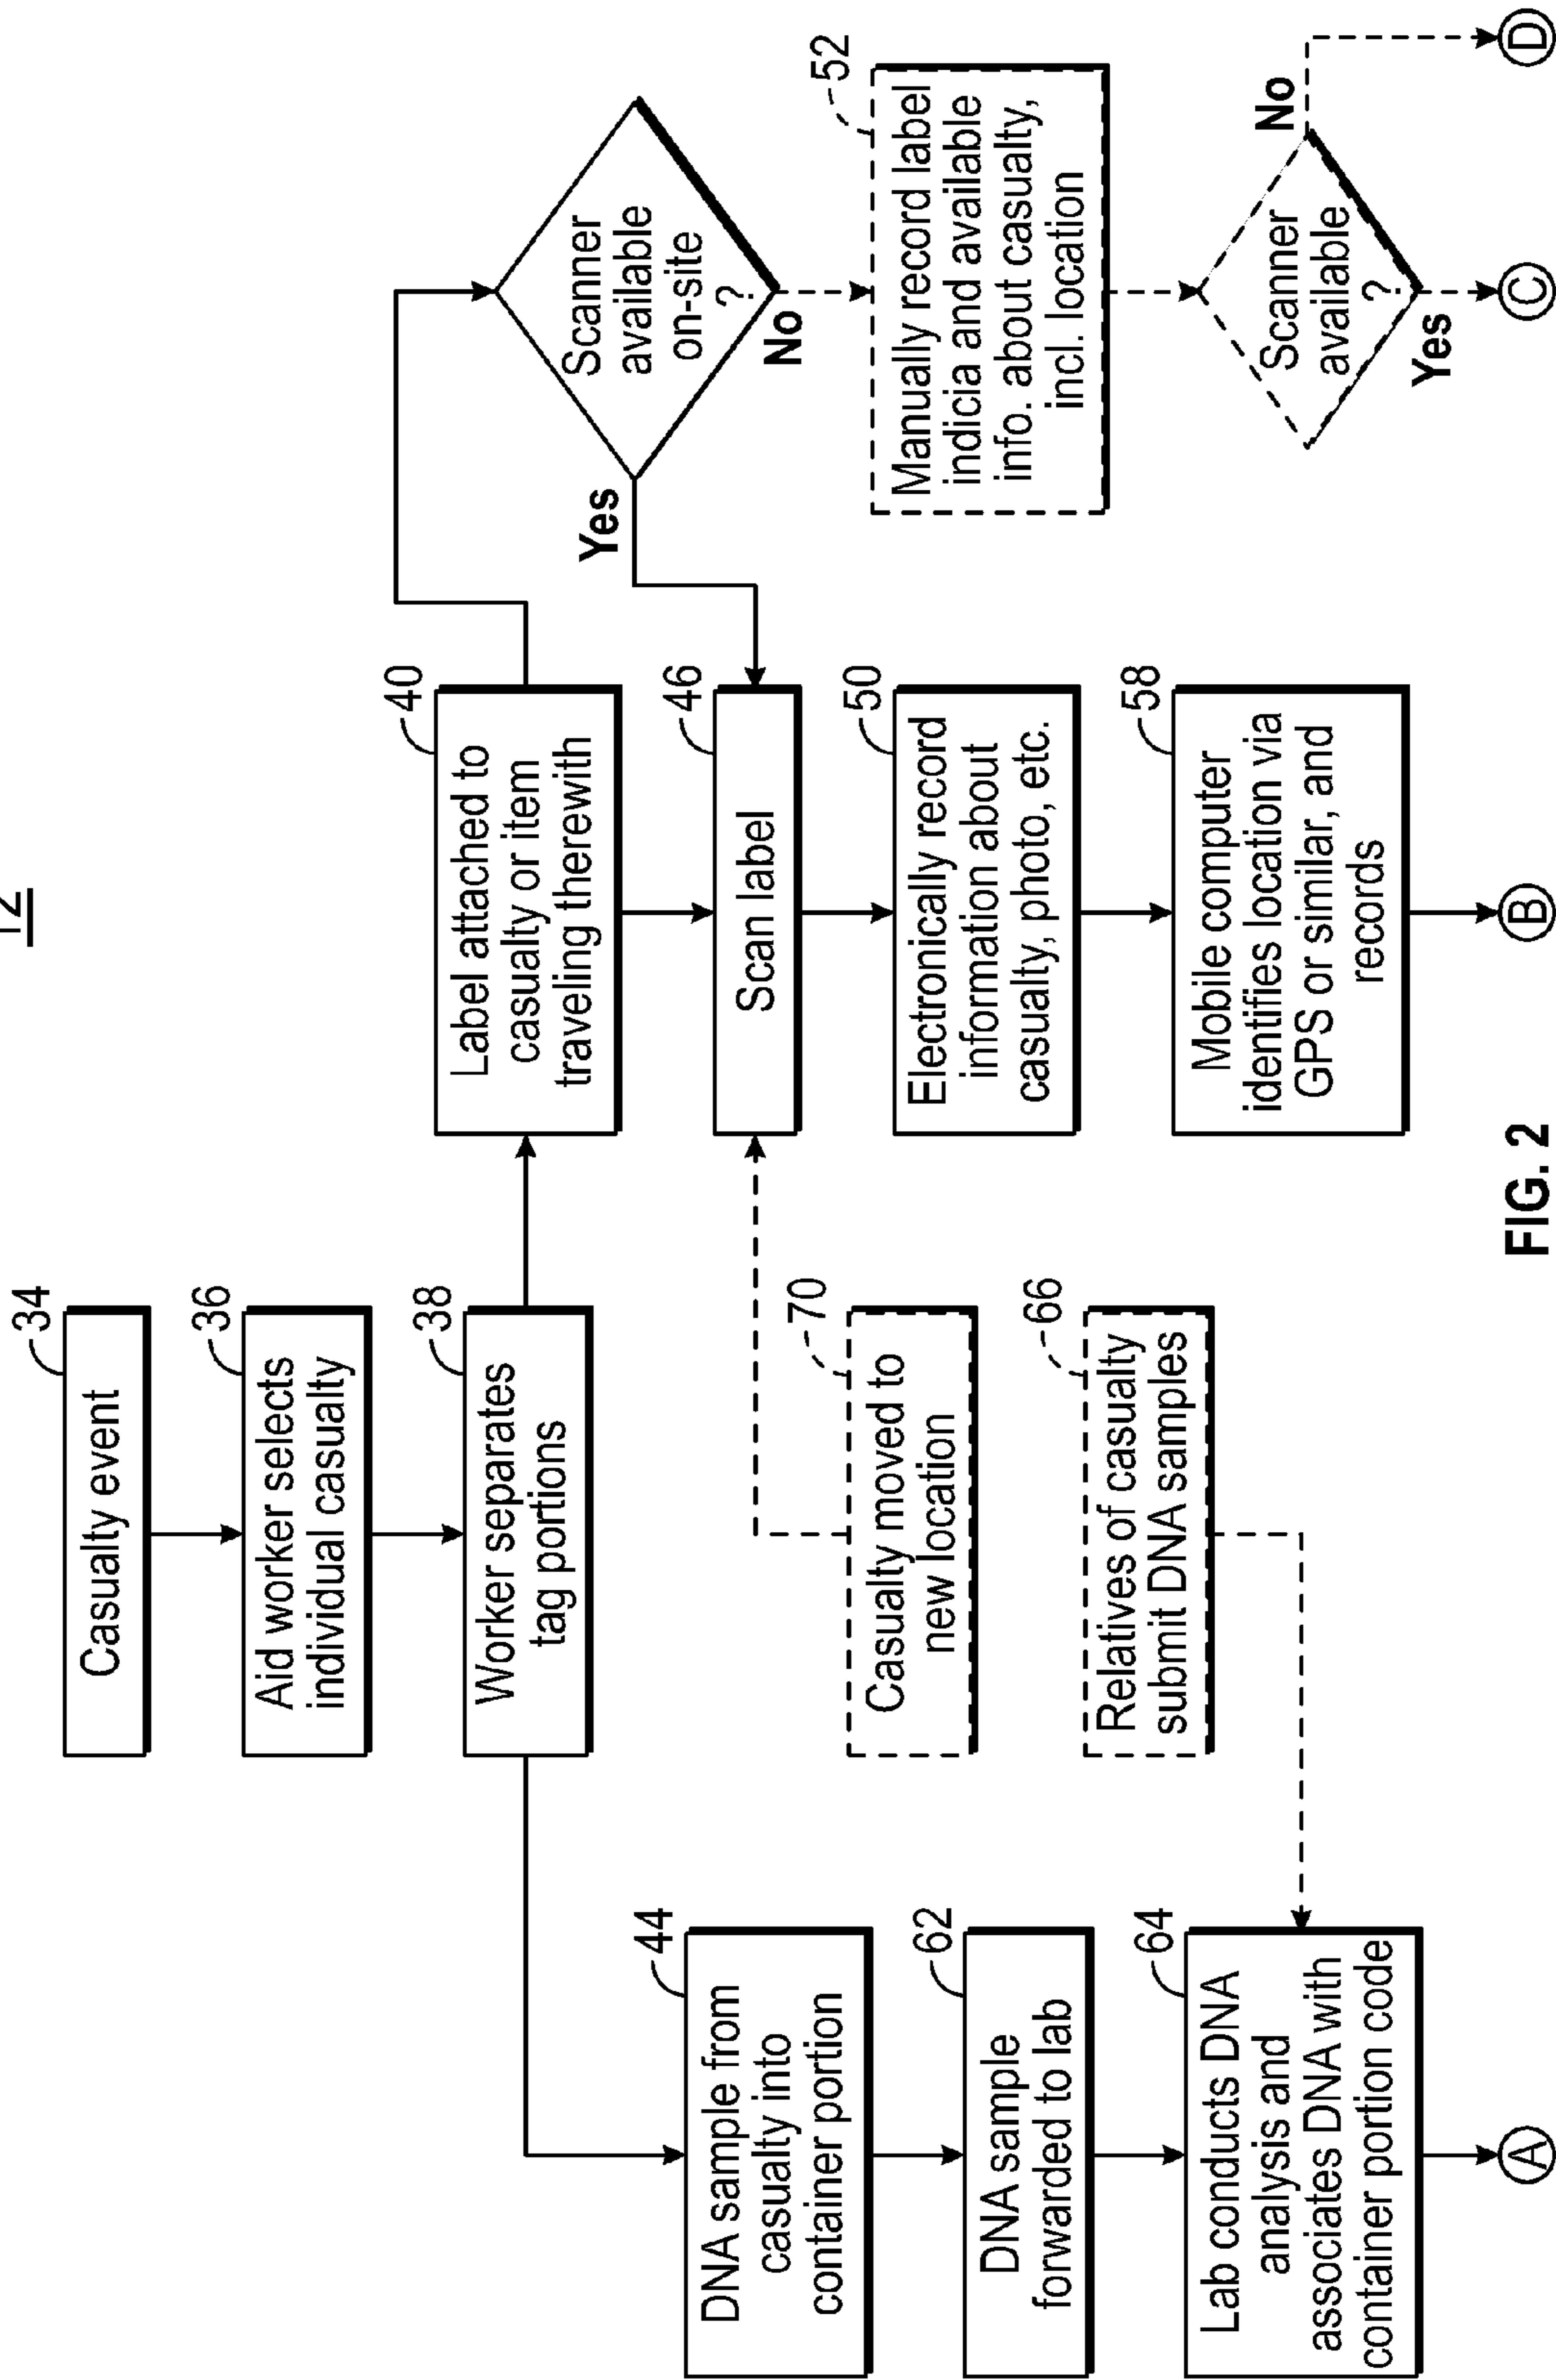 12
34
Casualty event
36
Aid worker selects
individual casualty
38
Worker separates
tag portions
40
Label attached to
casualty or item
traveling therewith
Scanner
available
on-site
?
Yes
No
44
DNA sample from
casualty into
container portion
46
Scan label
52
Manually record label
indicia and available
info. about casualty,
incl. location
70
Casualty moved to
new location
50
Electronically record
information about
casualty, photo, etc.
62
DNA sample
forwarded to lab
66
Relatives of casualty
submit DNA samples
58
Mobile computer
identifies location via
GPS or similar, and
records
64
Lab conducts DNA
analysis and
associates DNA with
container portion code
Scanner
available
?
Yes
No
A
B
C
D
FIG. 2